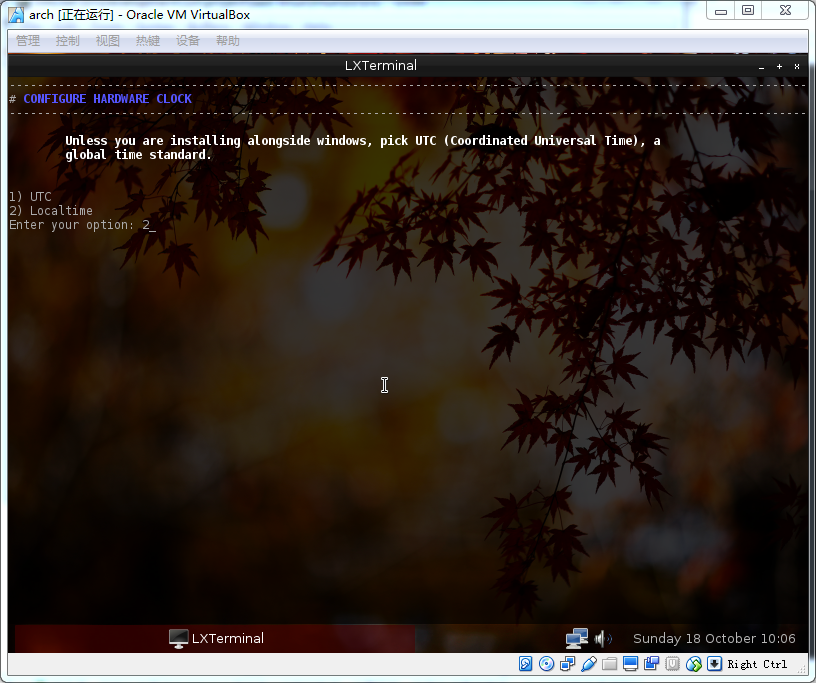 arch [正在运行] - Oracle VM VirtualBox
管理 控制 视图 热键 设备 帮助
LXTerminal
# CONFIGURE HARDWARE CLOCK
Unless you are installing alongside windows, pick UTC (Coordinated Universal Time), a
global time standard.
1) UTC
2) Localtime
Enter your option: 2_
LXTerminal
Sunday 18 October 10:06
Right Ctrl